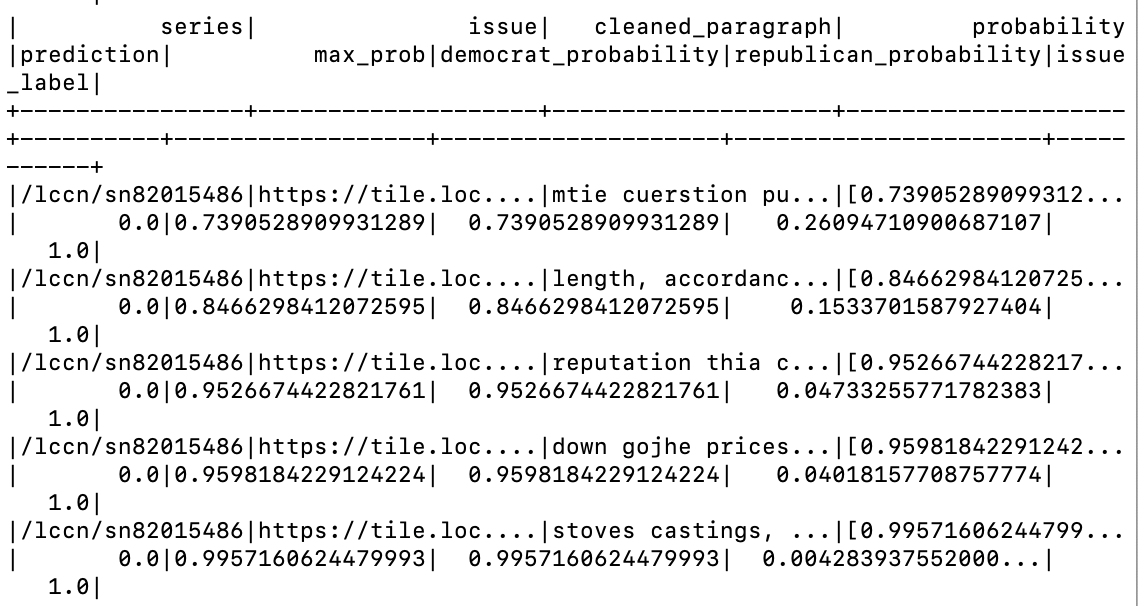 |          series|               issue|   cleaned_paragraph|         probability
|prediction|          max_prob|democrat_probability|republican_probability|issue
_label|
+----------------+--------------------+--------------------+--------------------
+----------+------------------+--------------------+----------------------+-----
------+
|/lccn/sn82015486|https://tile.loc....|mtie cuerstion pu...|[0.73905289099312...
|       0.0|0.7390528909931289|  0.7390528909931289|   0.26094710900687107|
   1.0|
|/lccn/sn82015486|https://tile.loc....|length, accordanc...|[0.84662984120725...
|       0.0|0.8466298412072595|  0.8466298412072595|    0.1533701587927404|
   1.0|
|/lccn/sn82015486|https://tile.loc....|reputation thia c...|[0.95266744228217...
|       0.0|0.9526674422821761|  0.9526674422821761|   0.04733255771782383|
   1.0|
|/lccn/sn82015486|https://tile.loc....|down gojhe prices...|[0.95981842291242...
|       0.0|0.9598184229124224|  0.9598184229124224|   0.04018157708757774|
   1.0|
|/lccn/sn82015486|https://tile.loc....|stoves castings, ...|[0.99571606244799...
|       0.0|0.9957160624479993|  0.9957160624479993|  0.004283937552000...|
   1.0|